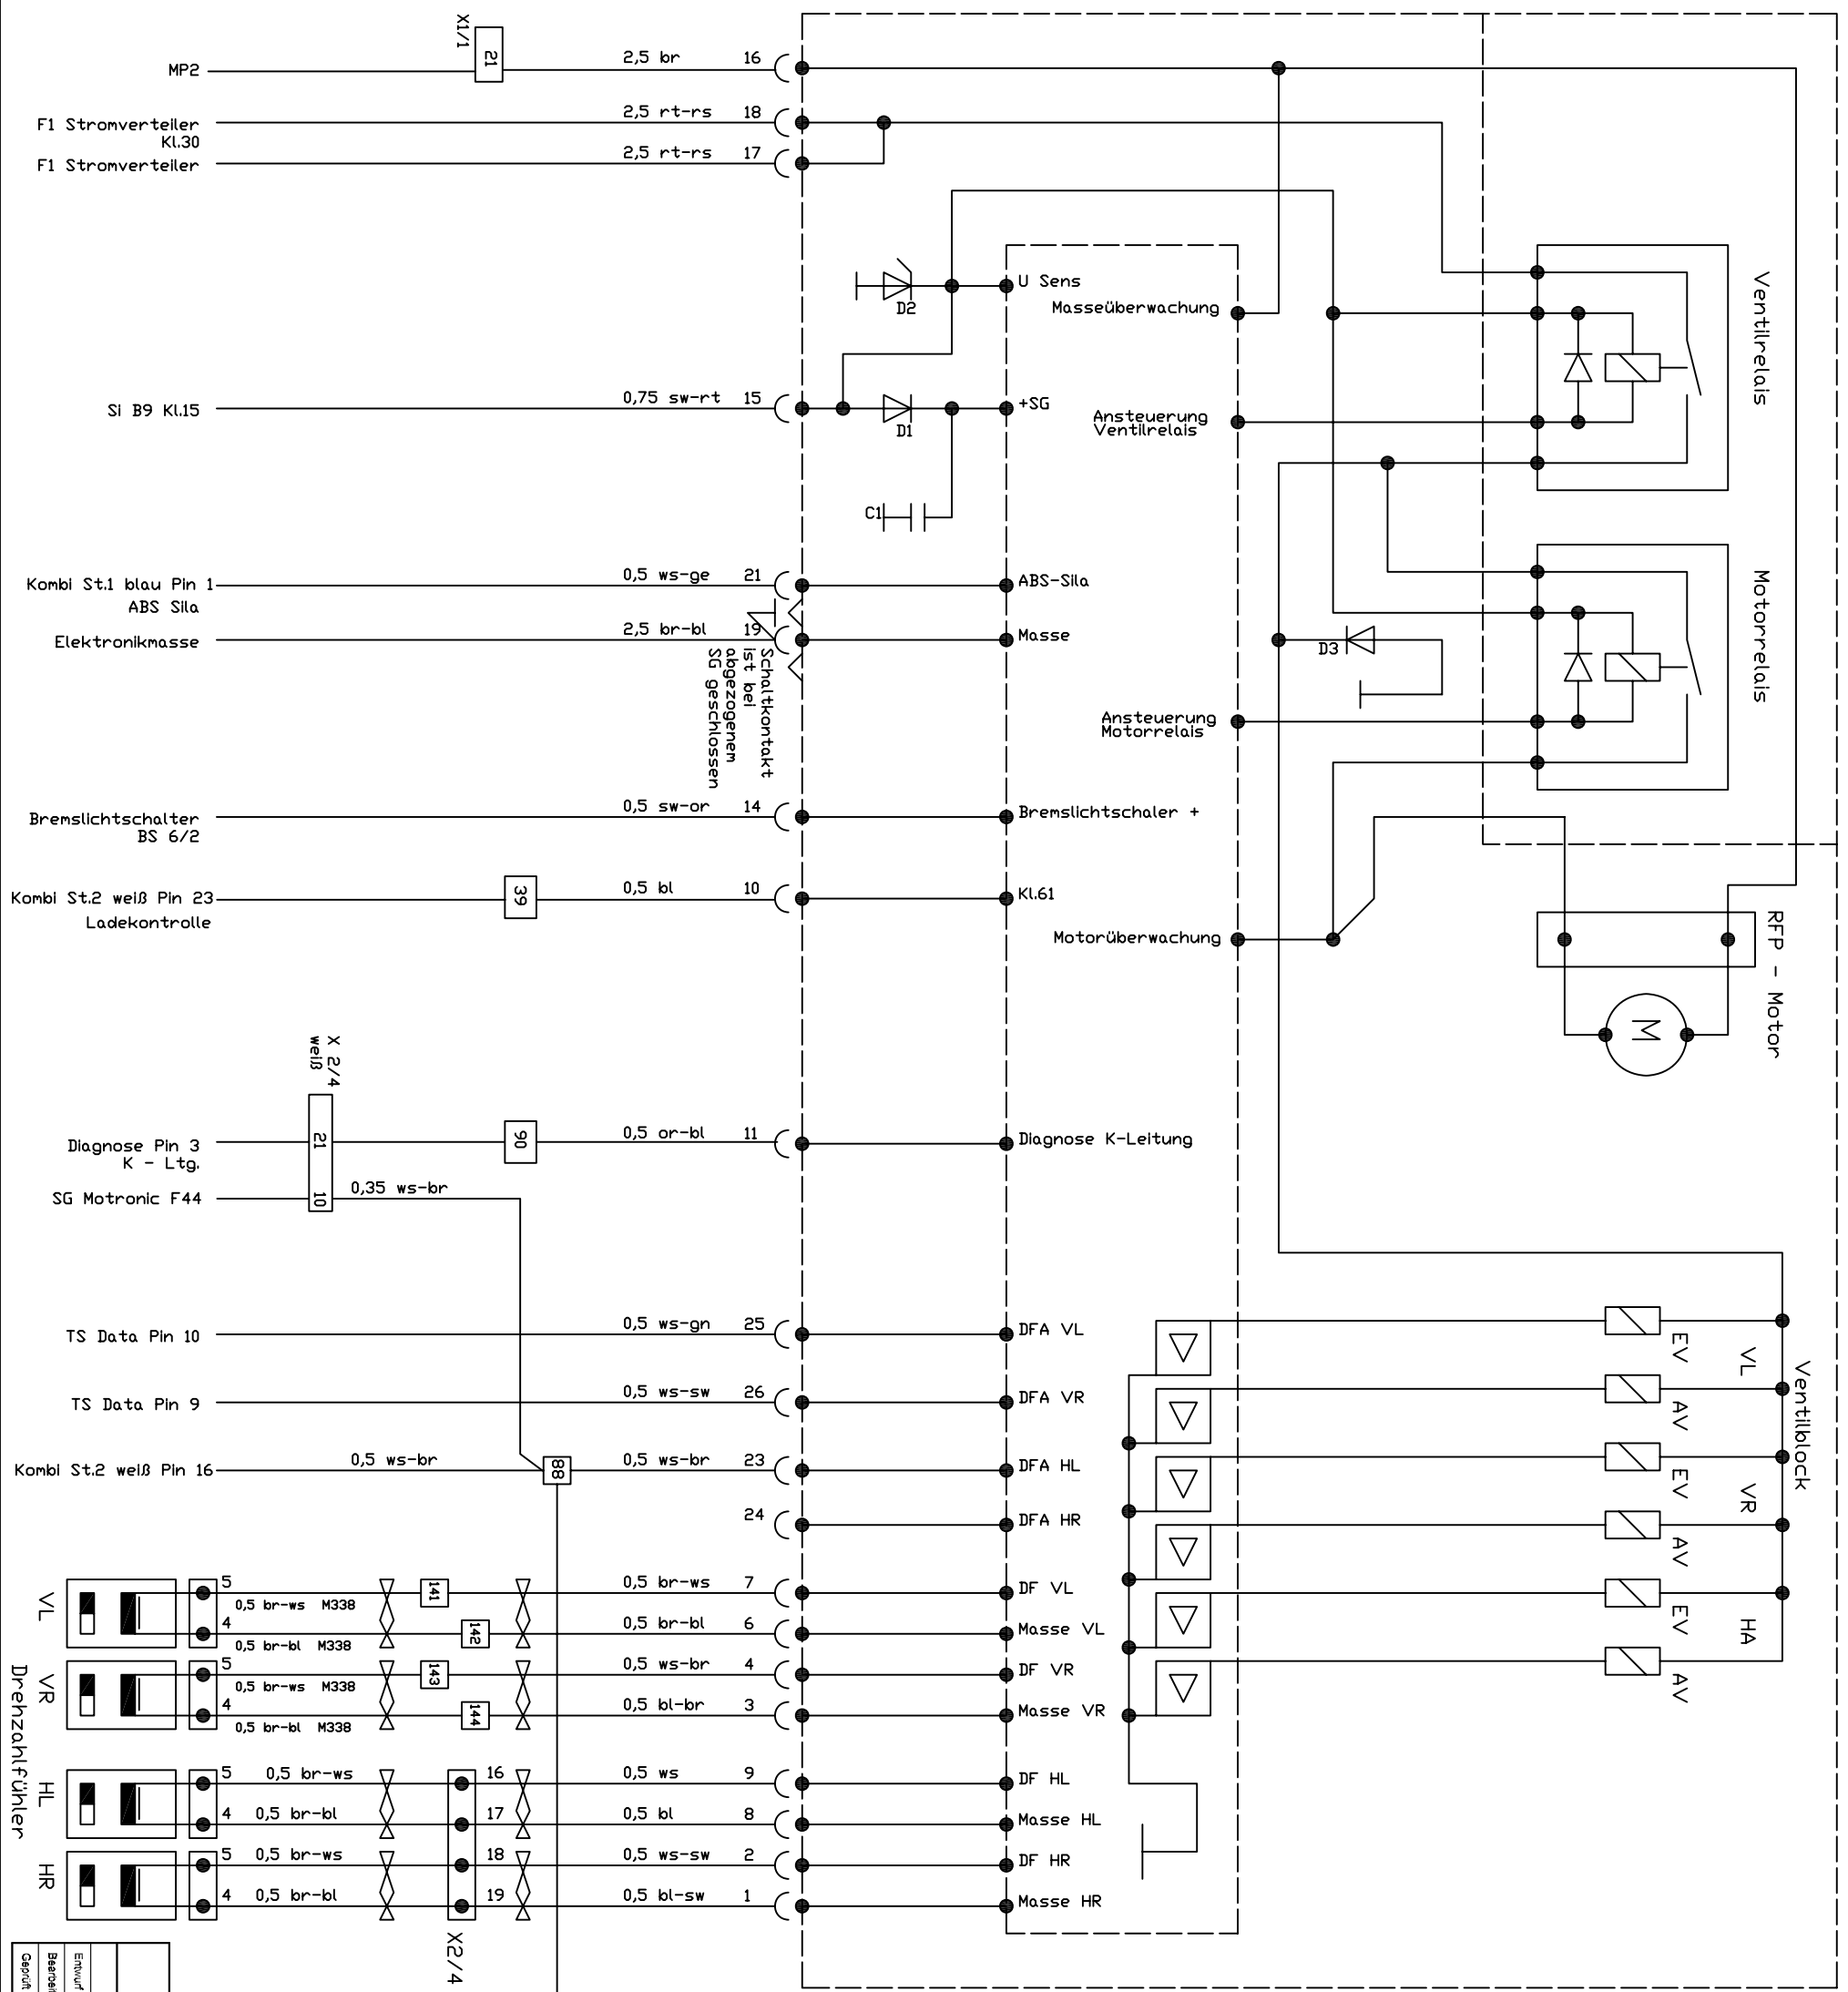 X1/1
21
2,5 br
16
MP2
2,5 rt-rs
18
F1 Stromverteiler
Kl.30
2,5 rt-rs
17
F1 Stromverteiler
U Sens
D2
Masseüberwachung
Ventilrelais
Si B9 Kl.15
0,75 sw-rt
15
+SG
D1
Ansteuerung
Ventilrelais
C1
Kombi St.1 blau Pin 1
ABS Sila
0,5 ws-ge
21
ABS-Sila
Elektronikmasse
2,5 br-bl
19
Masse
Schaltkontakt
ist bei
abgezogenem
SG geschlossen
D3
Motorrelais
Ansteuerung
Motorrelais
Bremslichtschalter
BS 6/2
0,5 sw-or
14
Bremslichtschaler +
Kombi St.2 weiß Pin 23
Ladekontrolle
39
0,5 bl
10
Kl.61
Motorüberwachung
RFP - Motor
M
X 2/4
weiß
Diagnose Pin 3
K - Ltg.
21
90
0,5 or-bl
11
Diagnose K-Leitung
SG Motronic F44
10
0,35 ws-br
TS Data Pin 10
0,5 ws-gn
25
DFA VL
TS Data Pin 9
0,5 ws-sw
26
DFA VR
Kombi St.2 weiß Pin 16
0,5 ws-br
88
0,5 ws-br
23
DFA HL
24
DFA HR
Ventilblock
VL
EV
AV
VR
EV
AV
HA
EV
AV
VL
5
0,5 br-ws M338
141
0,5 br-ws
7
DF VL
4
0,5 br-bl M338
142
0,5 br-bl
6
Masse VL
VR
5
0,5 br-ws M338
143
0,5 ws-br
4
DF VR
4
0,5 br-bl M338
144
0,5 bl-br
3
Masse VR
Drehzahlfühler
HL
5
0,5 br-ws
16
0,5 ws
9
DF HL
4
0,5 br-bl
17
0,5 bl
8
Masse HL
HR
5
0,5 br-ws
18
0,5 ws-sw
2
DF HR
4
0,5 br-bl
19
0,5 bl-sw
1
Masse HR
X2/4
Entwurf